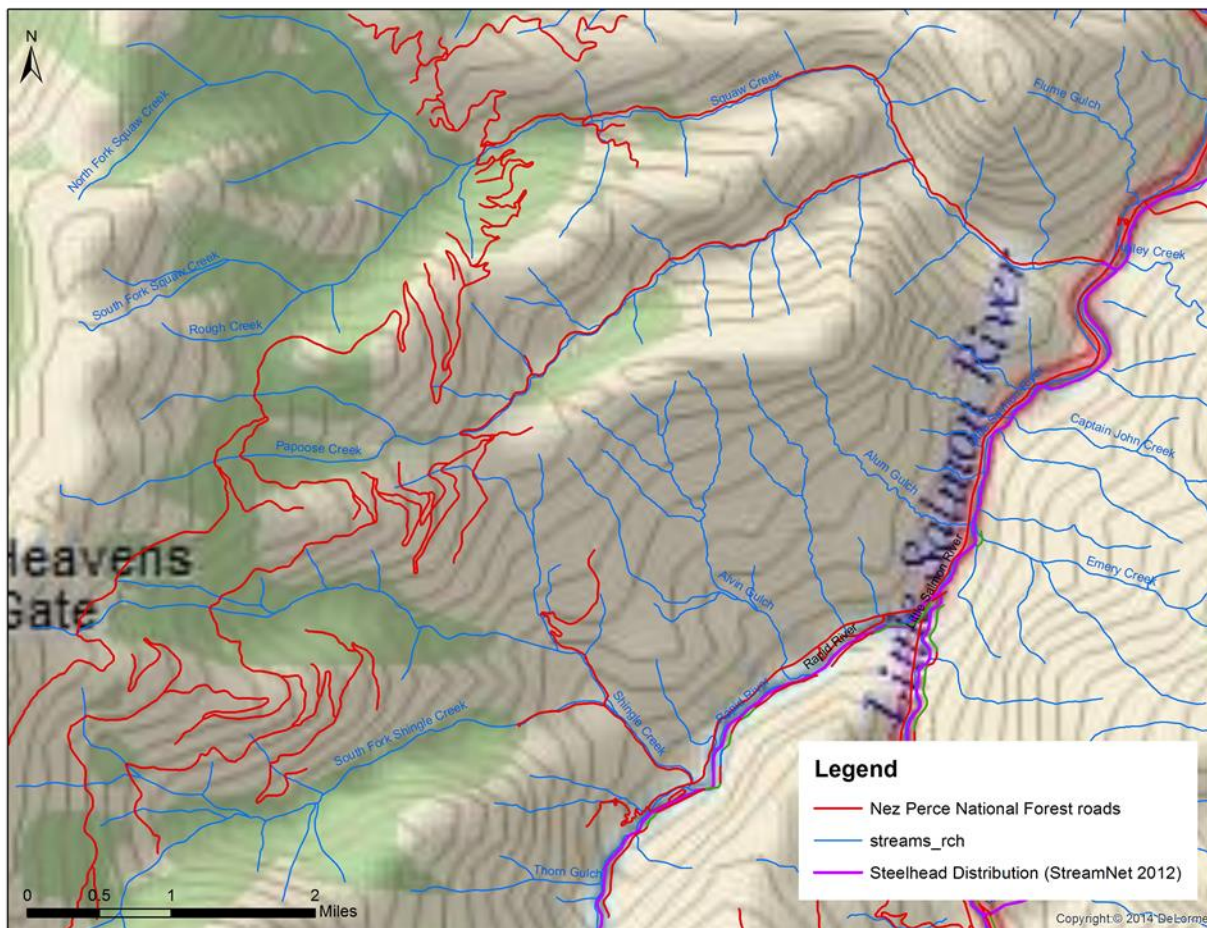 N
Squaw Creek
Flume Gulch
North Fork Squaw Creek
South Fork Squaw Creek
Rough Creek
Papoose Creek
Captain John Creek
Alum Gulch
Salmon River
Heavens
Gate
Emery Creek
Alvin Gulch
Little Salmon River
Rapid River
Rapid River
Shingle Creek
South Fork Shingle Creek
Thorn Gulch
Legend
Nez Perce National Forest roads
streams_rch
Steelhead Distribution (StreamNet 2012)
0 0.5 1 2
Miles
Copyright:© 2014 DeLorme